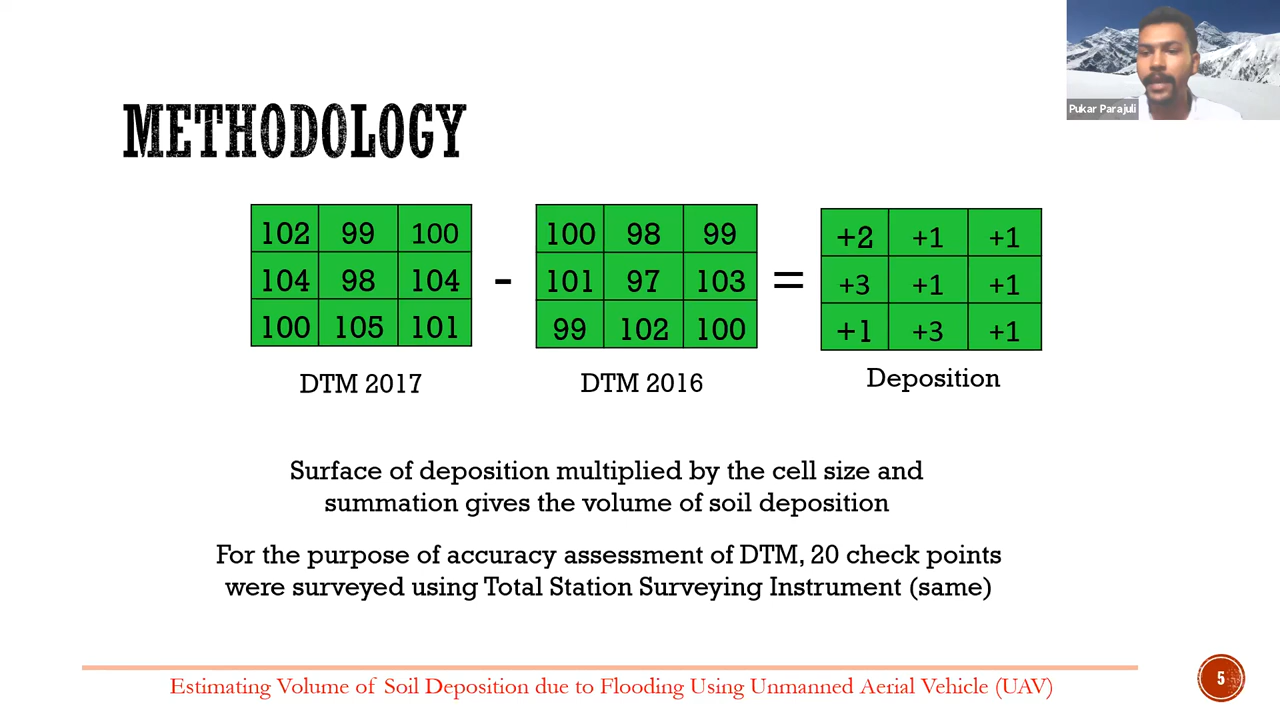 Pukar Parajuli
METHODOLOGY
102 99 100 100 98 99 +2 +1 +1
104 98 104 - 101 97 103 = +3 +1 +1
100 105 101 99 102 100 +1 +3 +1
DTM 2017 DTM 2016 Deposition
Surface of deposition multiplied by the cell size and
summation gives the volume of soil deposition
For the purpose of accuracy assessment of DTM, 20 check points
were surveyed using Total Station Surveying Instrument (same)
Estimating Volume of Soil Deposition due to Flooding Using Unmanned Aerial Vehicle (UAV)
5